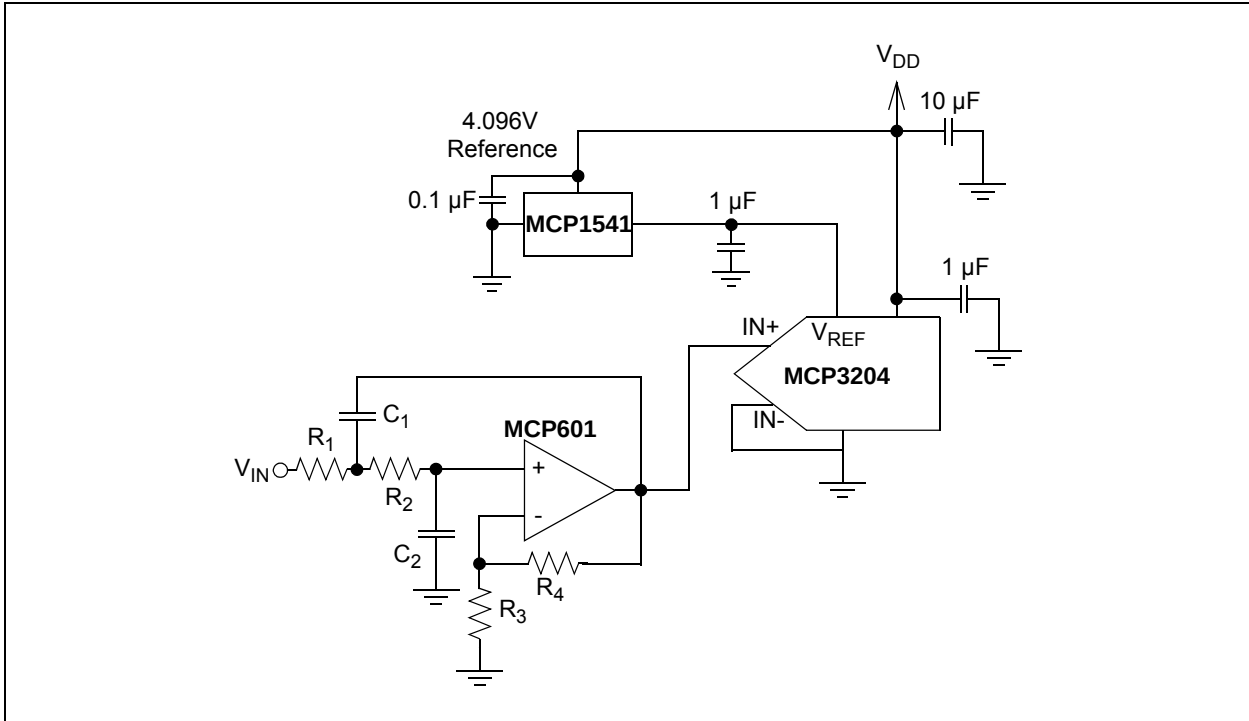 V_DD
10 µF
4.096V
Reference
0.1 µF
MCP1541
1 µF
1 µF
IN+
V_REF
MCP3204
IN-
C_1
MCP601
R_1
V_IN
R_2
+
-
C_2
R_4
R_3